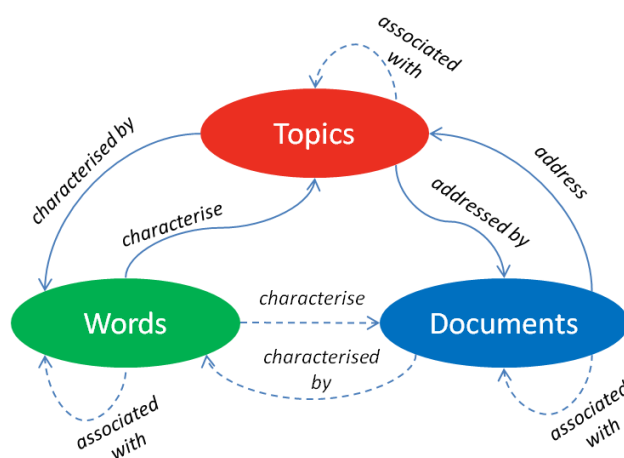 associated
with
Topics
characterised by
characterise
addressed by
address
Words
characterise
Documents
characterised
by
associated
with
associated
with